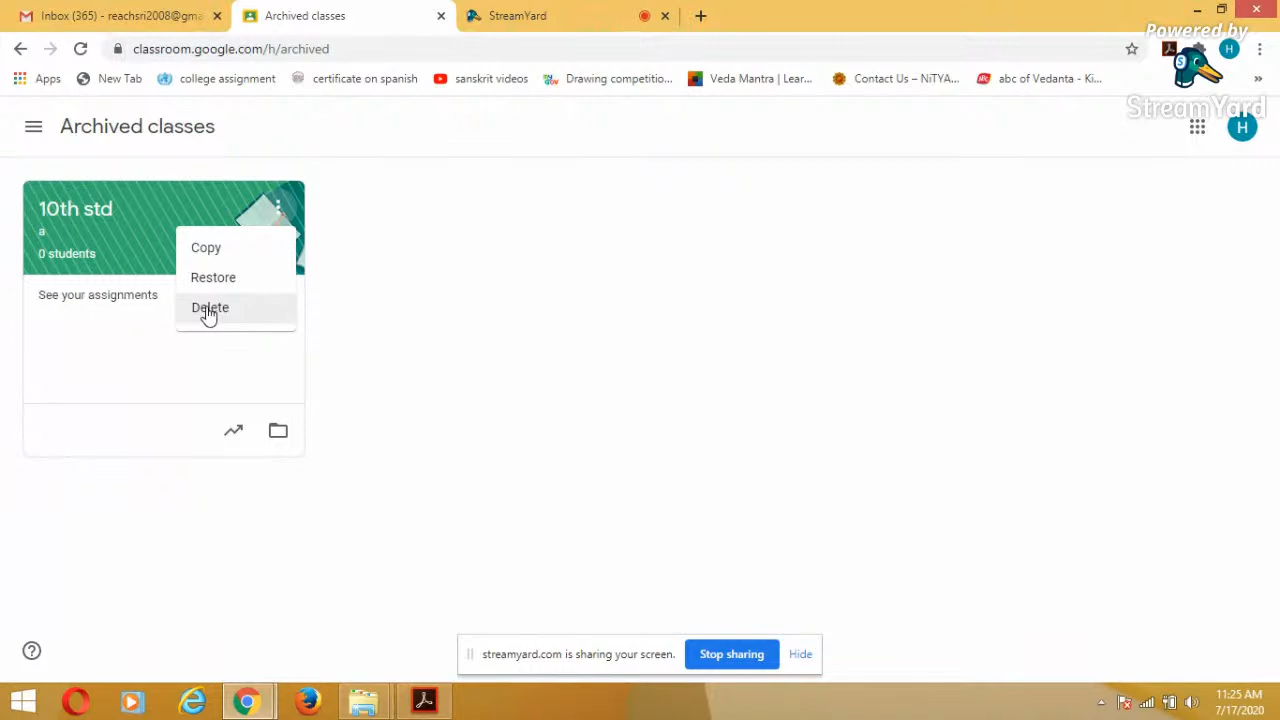 Inbox (365) - reachsri2008@gma
Archived classes
StreamYard
classroom.google.com/h/archived
Powered by
StreamYard
Apps
New Tab
college assignment
certificate on spanish
sanskrit videos
Drawing competitio...
Veda Mantra | Lear...
Contact Us – NiTYA...
abc of Vedanta - Ki...
»
Archived classes
H
10th std
a
0 students
Copy
Restore
Delete
See your assignments
streamyard.com is sharing your screen.
Stop sharing
Hide
11:25 AM
7/17/2020